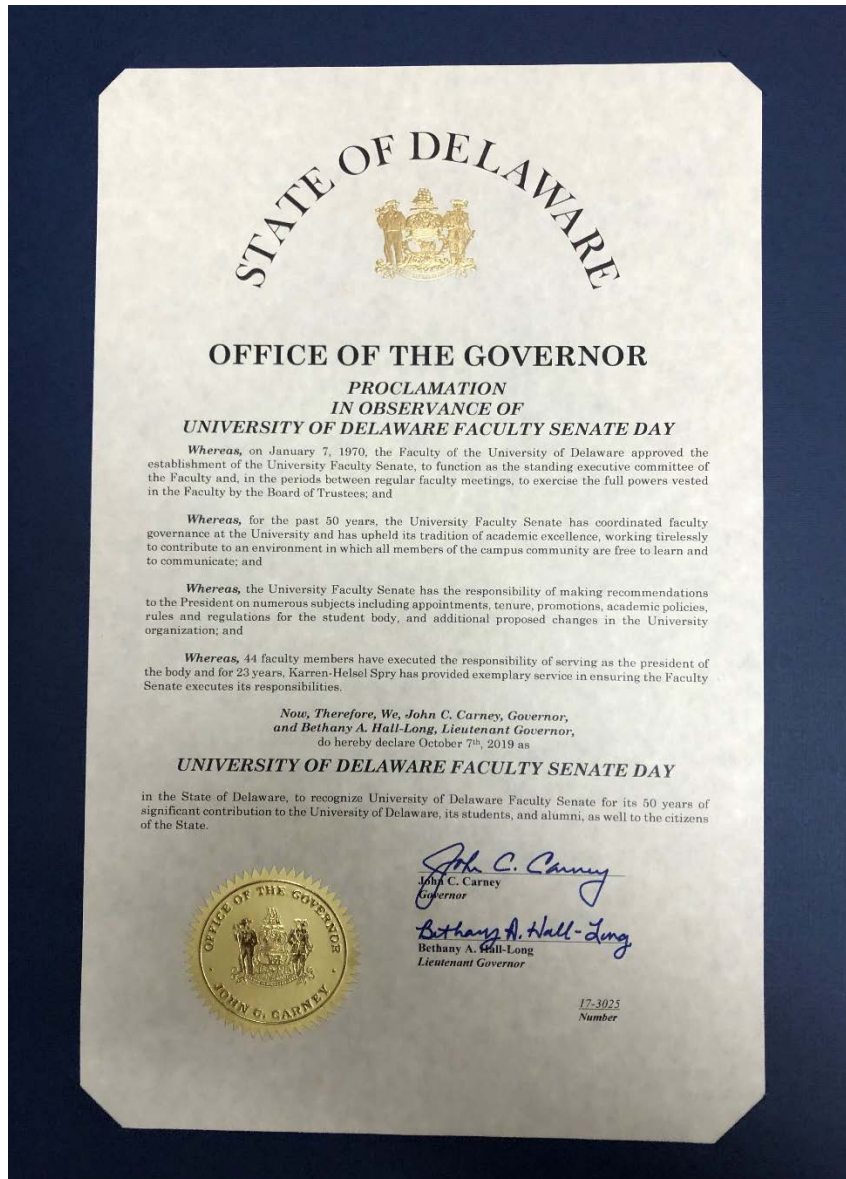 STATE OF DELAWARE
OFFICE OF THE GOVERNOR
PROCLAMATION
IN OBSERVANCE OF
UNIVERSITY OF DELAWARE FACULTY SENATE DAY
Whereas, on January 7, 1970, the Faculty of the University of Delaware approved the
establishment of the University Faculty Senate, to function as the standing executive committee of
the Faculty and, in the periods between regular faculty meetings, to exercise the full powers vested
in the Faculty by the Board of Trustees; and
Whereas, for the past 50 years, the University Faculty Senate has coordinated faculty
governance at the University and has upheld its tradition of academic excellence, working tirelessly
to contribute to an environment in which all members of the campus community are free to learn and
to communicate; and
Whereas, the University Faculty Senate has the responsibility of making recommendations
to the President on numerous subjects including appointments, tenure, promotions, academic policies,
rules and regulations for the student body, and additional proposed changes in the University
organization; and
Whereas, 44 faculty members have executed the responsibility of serving as the president of
the body and for 23 years, Karren-Helsel Spry has provided exemplary service in ensuring the Faculty
Senate executes its responsibilities.
Now, Therefore, We, John C. Carney, Governor,
and Bethany A. Hall-Long, Lieutenant Governor,
do hereby declare October 7th, 2019 as
UNIVERSITY OF DELAWARE FACULTY SENATE DAY
in the State of Delaware, to recognize University of Delaware Faculty Senate for its 50 years of
significant contribution to the University of Delaware, its students, and alumni, as well to the citizens
of the State.
John C. Carney
John C. Carney
Governor
Bethany A. Hall-Long
Bethany A. Hall-Long
Lieutenant Governor
OFFICE OF THE GOVERNOR
JOHN C. CARNEY
17-3025
Number